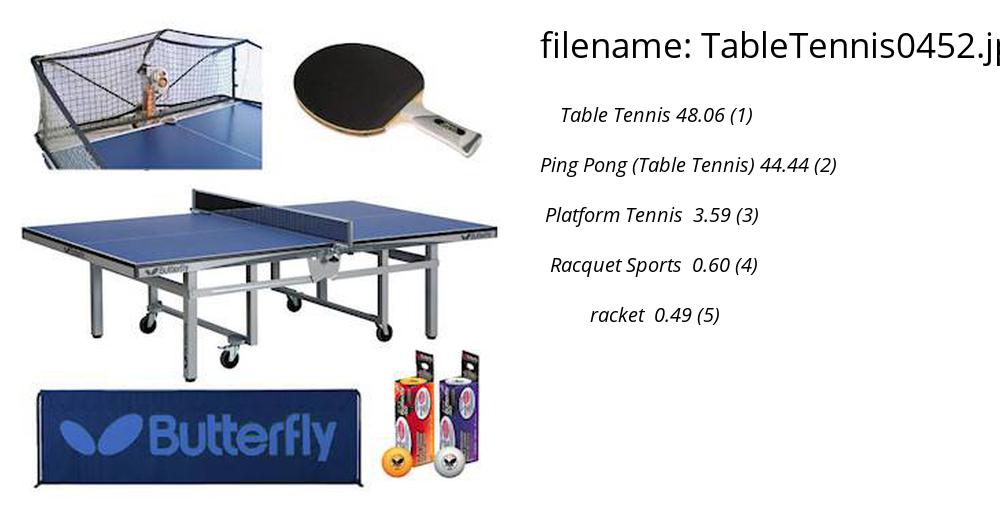 filename: TableTennis0452.jp
Table Tennis 48.06 (1)
Ping Pong (Table Tennis) 44.44 (2)
Platform Tennis 3.59 (3)
Racquet Sports 0.60 (4)
racket 0.49 (5)
Butterfly
Butterfly